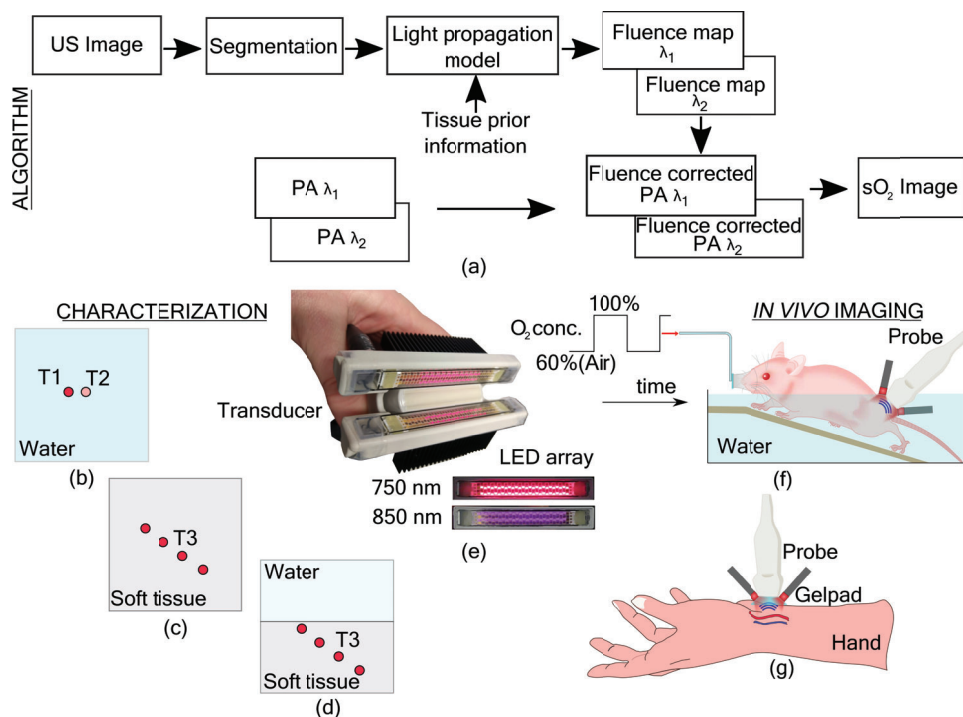 ALGORITHM
US Image
Segmentation
Light propagation
model
Fluence map
λ1
Fluence map
λ2
Tissue prior
information
PA λ1
PA λ2
Fluence corrected
PA λ1
Fluence corrected
PA λ2
sO2 Image
(a)
CHARACTERIZATION
T1
T2
Water
(b)
T3
Soft tissue
(c)
Water
T3
Soft tissue
(d)
Transducer
LED array
750 nm
850 nm
(e)
100%
O2 conc.
60%(Air)
time
IN VIVO IMAGING
Probe
Water
(f)
Probe
Gelpad
Hand
(g)